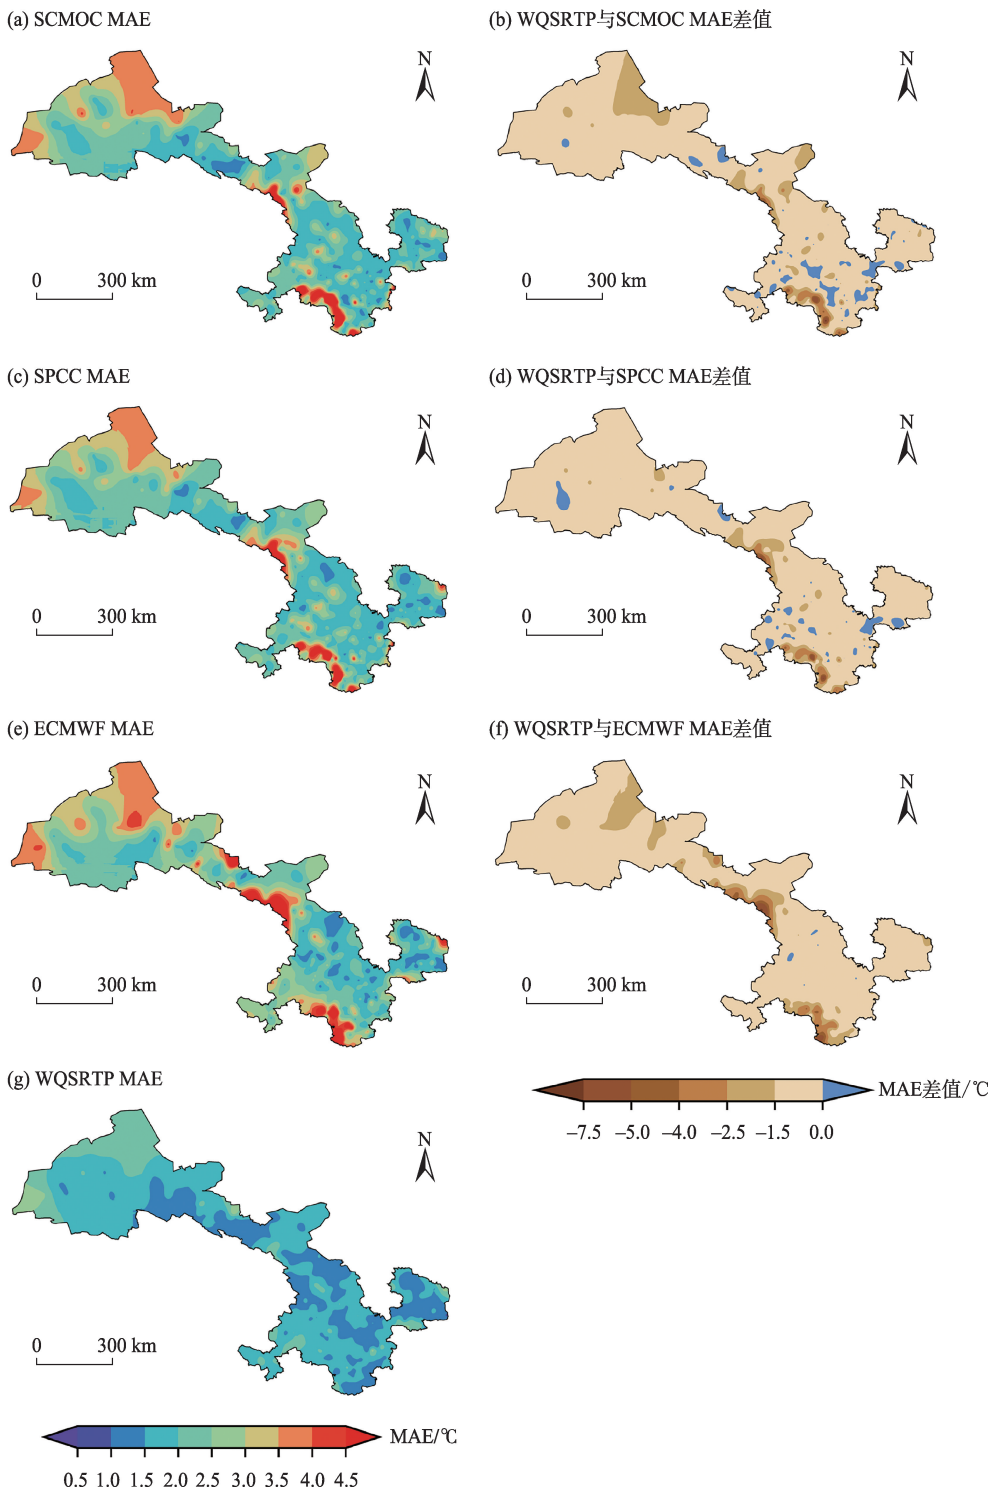 (a) SCMOC MAE
(b) WQSRTP与SCMOC MAE差值
N
N
0 300 km
0 300 km
(c) SPCC MAE
(d) WQSRTP与SPCC MAE差值
N
N
0 300 km
0 300 km
(e) ECMWF MAE
(f) WQSRTP与ECMWF MAE差值
N
N
0 300 km
0 300 km
(g) WQSRTP MAE
MAE差值/℃
–7.5 –5.0 –4.0 –2.5 –1.5 0.0
N
0 300 km
MAE/℃
0.5 1.0 1.5 2.0 2.5 3.0 3.5 4.0 4.5